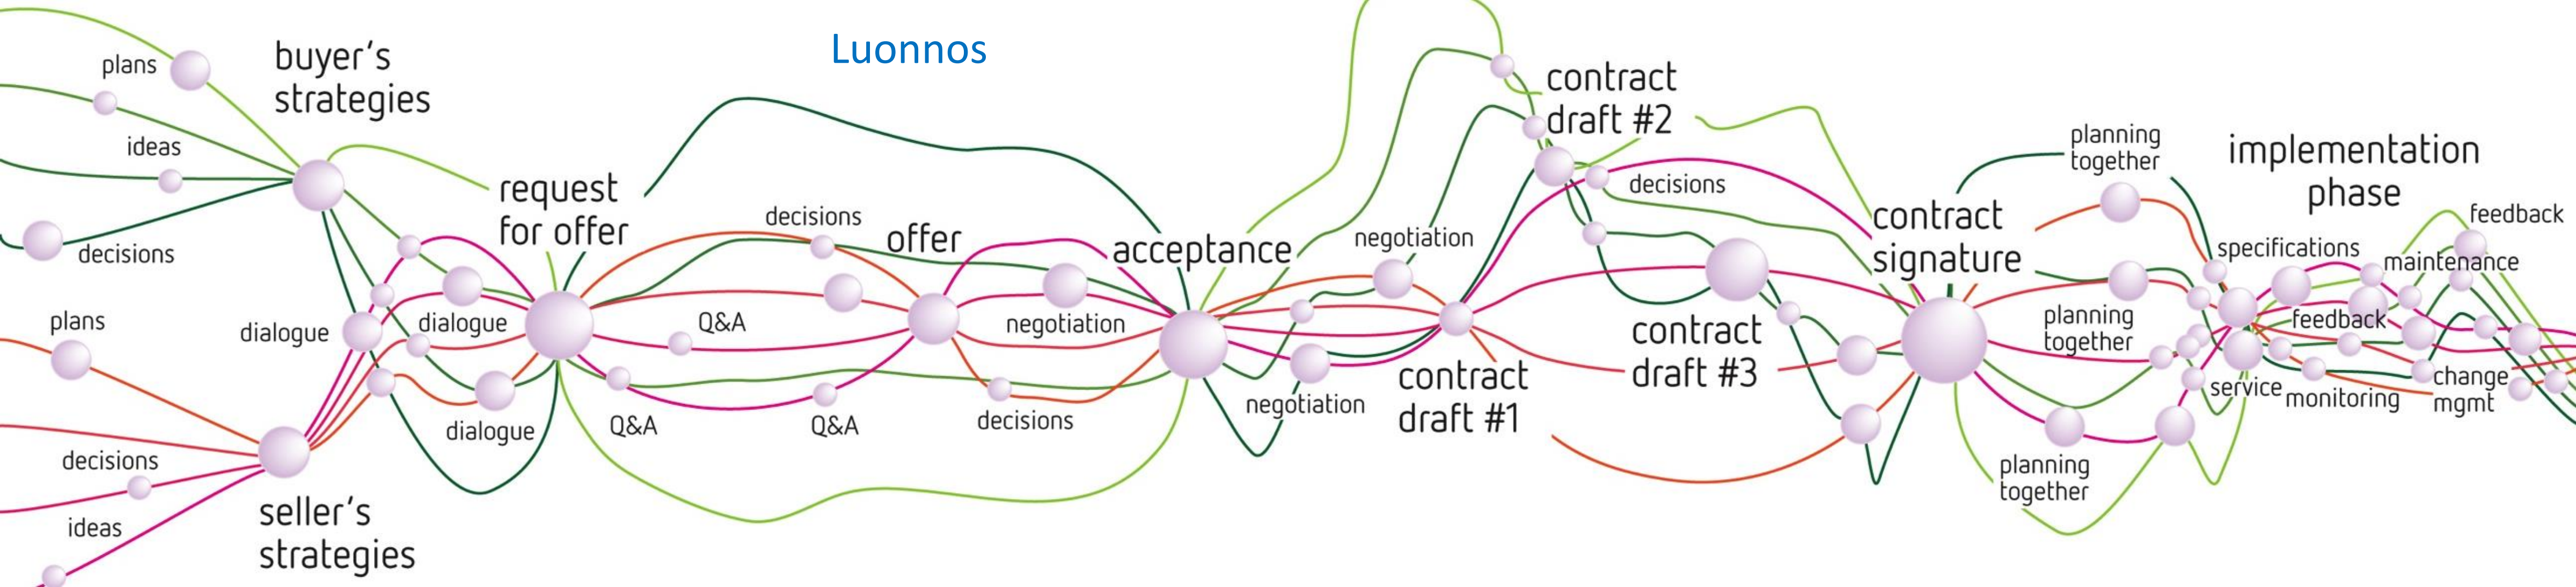 plans
buyer's
strategies
ideas
decisions
plans
decisions
ideas
seller's
strategies
dialogue
dialogue
dialogue
Luonnos
request
for offer
decisions
offer
Q&A
Q&A
Q&A
negotiation
decisions
acceptance
negotiation
negotiation
contract
draft #1
contract
draft #2
decisions
contract
draft #3
contract
signature
planning
together
planning
together
planning
together
implementation
phase
feedback
specifications
maintenance
feedback
service
monitoring
change
mgmt